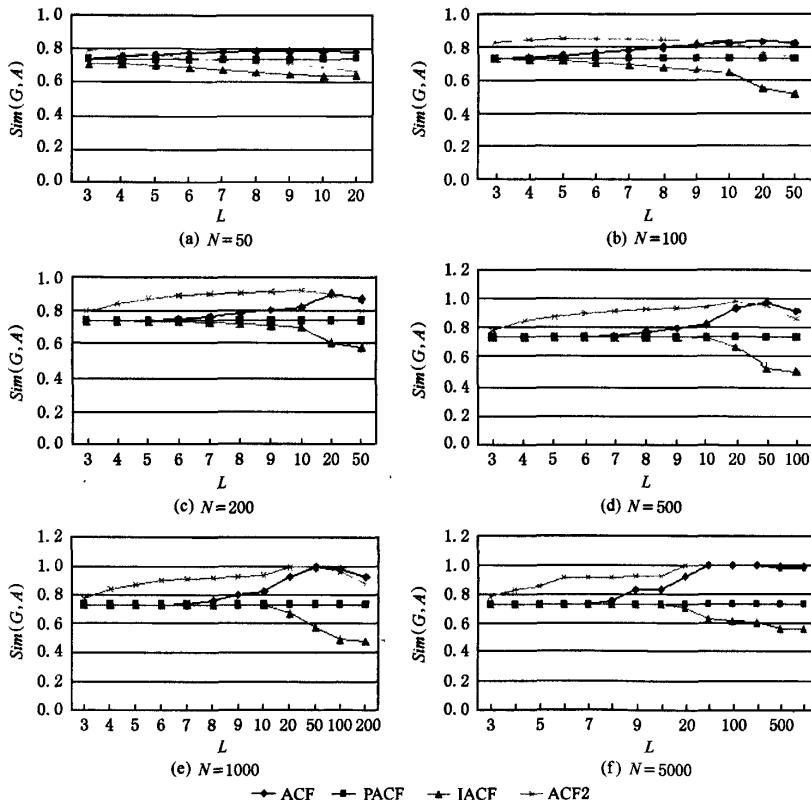 1.0
0.8
0.6
0.4
0.2
0.0
Sim(G,A)
3 4 5 6 7 8 9 10 20
L
(a) N=50
1.0
0.8
0.6
0.4
0.2
0.0
Sim(G,A)
3 4 5 6 7 8 9 10 20 50
L
(b) N=100
1.0
0.8
0.6
0.4
0.2
0.0
Sim(G,A)
3 4 5 6 7 8 9 10 20 50
L
(c) N=200
1.2
1.0
0.8
0.6
0.4
0.2
0.0
Sim(G,A)
3 4 5 6 7 8 9 10 20 50 100
L
(d) N=500
1.2
1.0
0.8
0.6
0.4
0.2
0.0
Sim(G,A)
3 4 5 6 7 8 9 10 20 50 100 200
L
(e) N=1000
1.2
1.0
0.8
0.6
0.4
0.2
0.0
Sim(G,A)
3 5 7 9 20 100 500
L
(f) N=5000
ACF PACF IACF ACF2